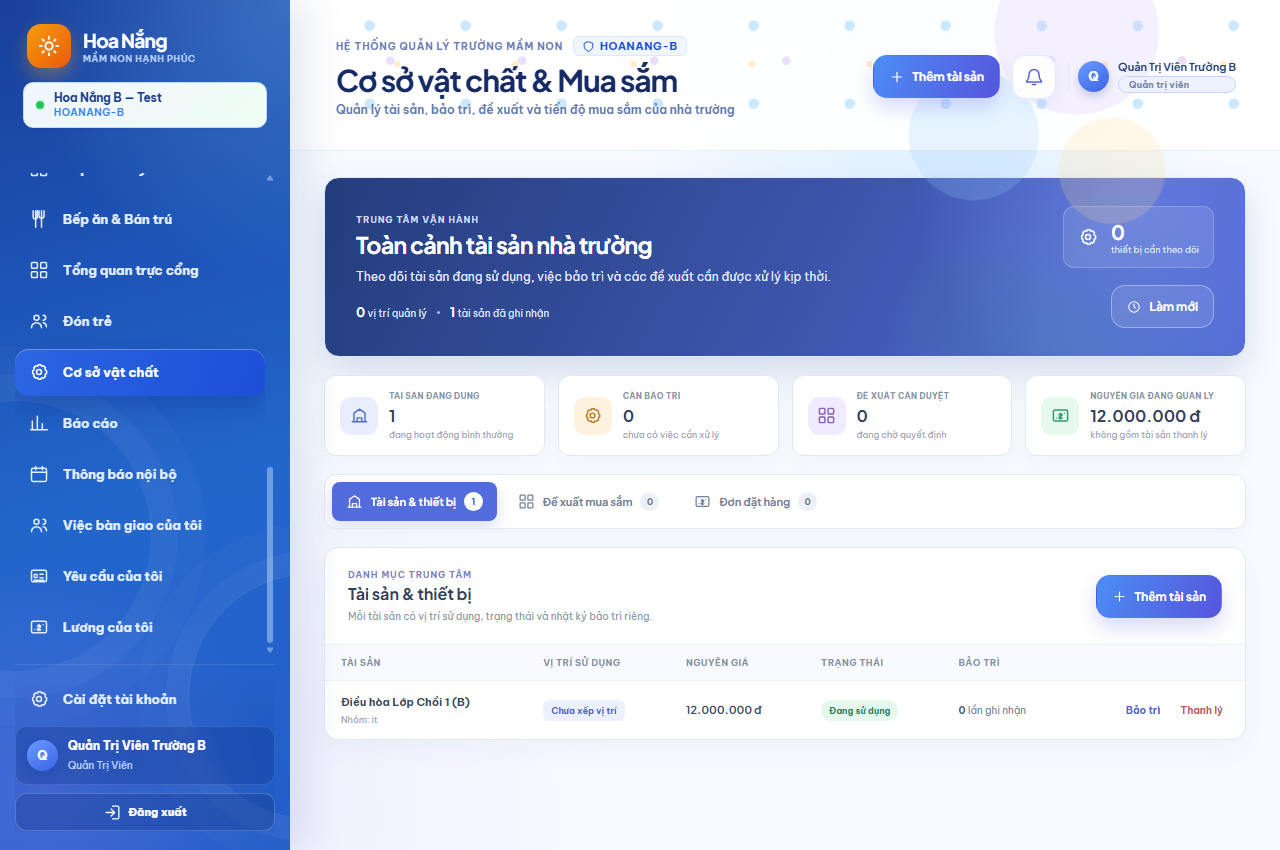 Hoa Nắng
MẦM NON HẠNH PHÚC
Hoa Nắng B — Test
HOANANG-B
Bếp ăn & Bán trú
Tổng quan trực cổng
Đón trẻ
Cơ sở vật chất
Báo cáo
Thông báo nội bộ
Việc bàn giao của tôi
Yêu cầu của tôi
Lương của tôi
Cài đặt tài khoản
Q
Quản Trị Viên Trường B
Quản Trị Viên
Đăng xuất
HỆ THỐNG QUẢN LÝ TRƯỜNG MẦM NON
HOANANG-B
Cơ sở vật chất & Mua sắm
Quản lý tài sản, bảo trì, đề xuất và tiến độ mua sắm của nhà trường
Thêm tài sản
Q
Quản Trị Viên Trường B
Quản trị viên
TRUNG TÂM VẬN HÀNH
Toàn cảnh tài sản nhà trường
Theo dõi tài sản đang sử dụng, việc bảo trì và các đề xuất cần được xử lý kịp thời.
0 vị trí quản lý • 1 tài sản đã ghi nhận
0
thiết bị cần theo dõi
Làm mới
TÀI SẢN ĐANG DÙNG
1
đang hoạt động bình thường
CẦN BẢO TRÌ
0
chưa có việc cần xử lý
ĐỀ XUẤT CẦN DUYỆT
0
đang chờ quyết định
NGUYÊN GIÁ ĐANG QUẢN LÝ
12.000.000 đ
không gồm tài sản thanh lý
Tài sản & thiết bị 1
Đề xuất mua sắm 0
Đơn đặt hàng 0
DANH MỤC TRUNG TÂM
Tài sản & thiết bị
Mỗi tài sản có vị trí sử dụng, trạng thái và nhật ký bảo trì riêng.
Thêm tài sản
TÀI SẢN VỊ TRÍ SỬ DỤNG NGUYÊN GIÁ TRẠNG THÁI BẢO TRÌ
Điều hòa Lớp Chồi 1 (B)
Nhóm: it
Chưa xếp vị trí
12.000.000 đ
Đang sử dụng
0 lần ghi nhận
Bảo trì
Thanh lý